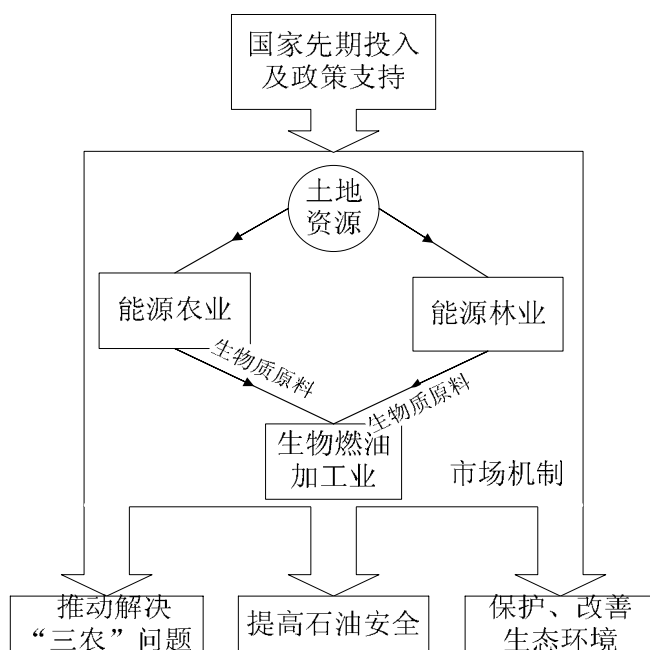 国家先期投入
及政策支持
土地
资源
能源农业
能源林业
生物质原料
生物质原料
生物燃油
加工业
市场机制
推动解决
“三农”问题
提高石油安全
保护、改善
生态环境